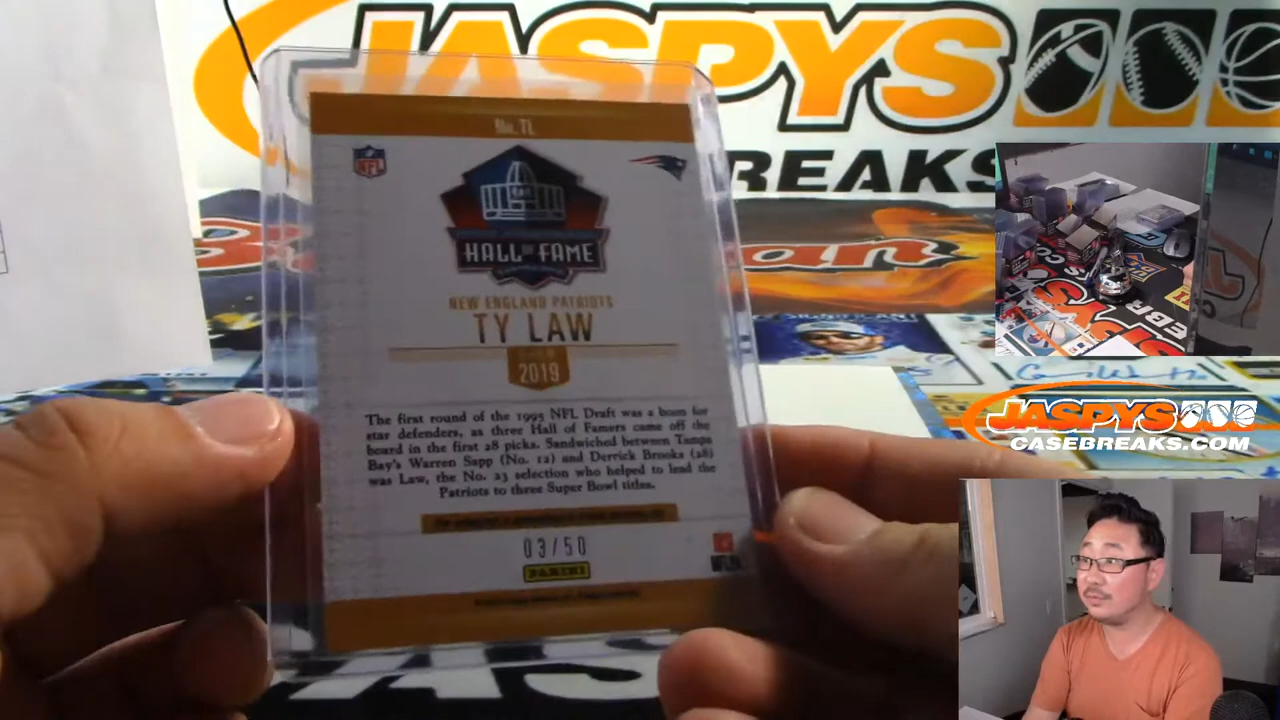 JASPYS
BREAKS
No. TL
NFL
HALL OF FAME
NEW ENGLAND PATRIOTS
TY LAW
2019
The first round of the 1995 NFL Draft was a boon for
star defenders, as three Hall of Famers came off the
board in the first 28 picks. Sandwiched between Tampa
Bay's Warren Sapp (No. 12) and Derrick Brooks (28)
was Law, the No. 23 selection who helped to lead the
Patriots to three Super Bowl titles.
03/50
PANINI
JASPYS
CASEBREAKS.COM